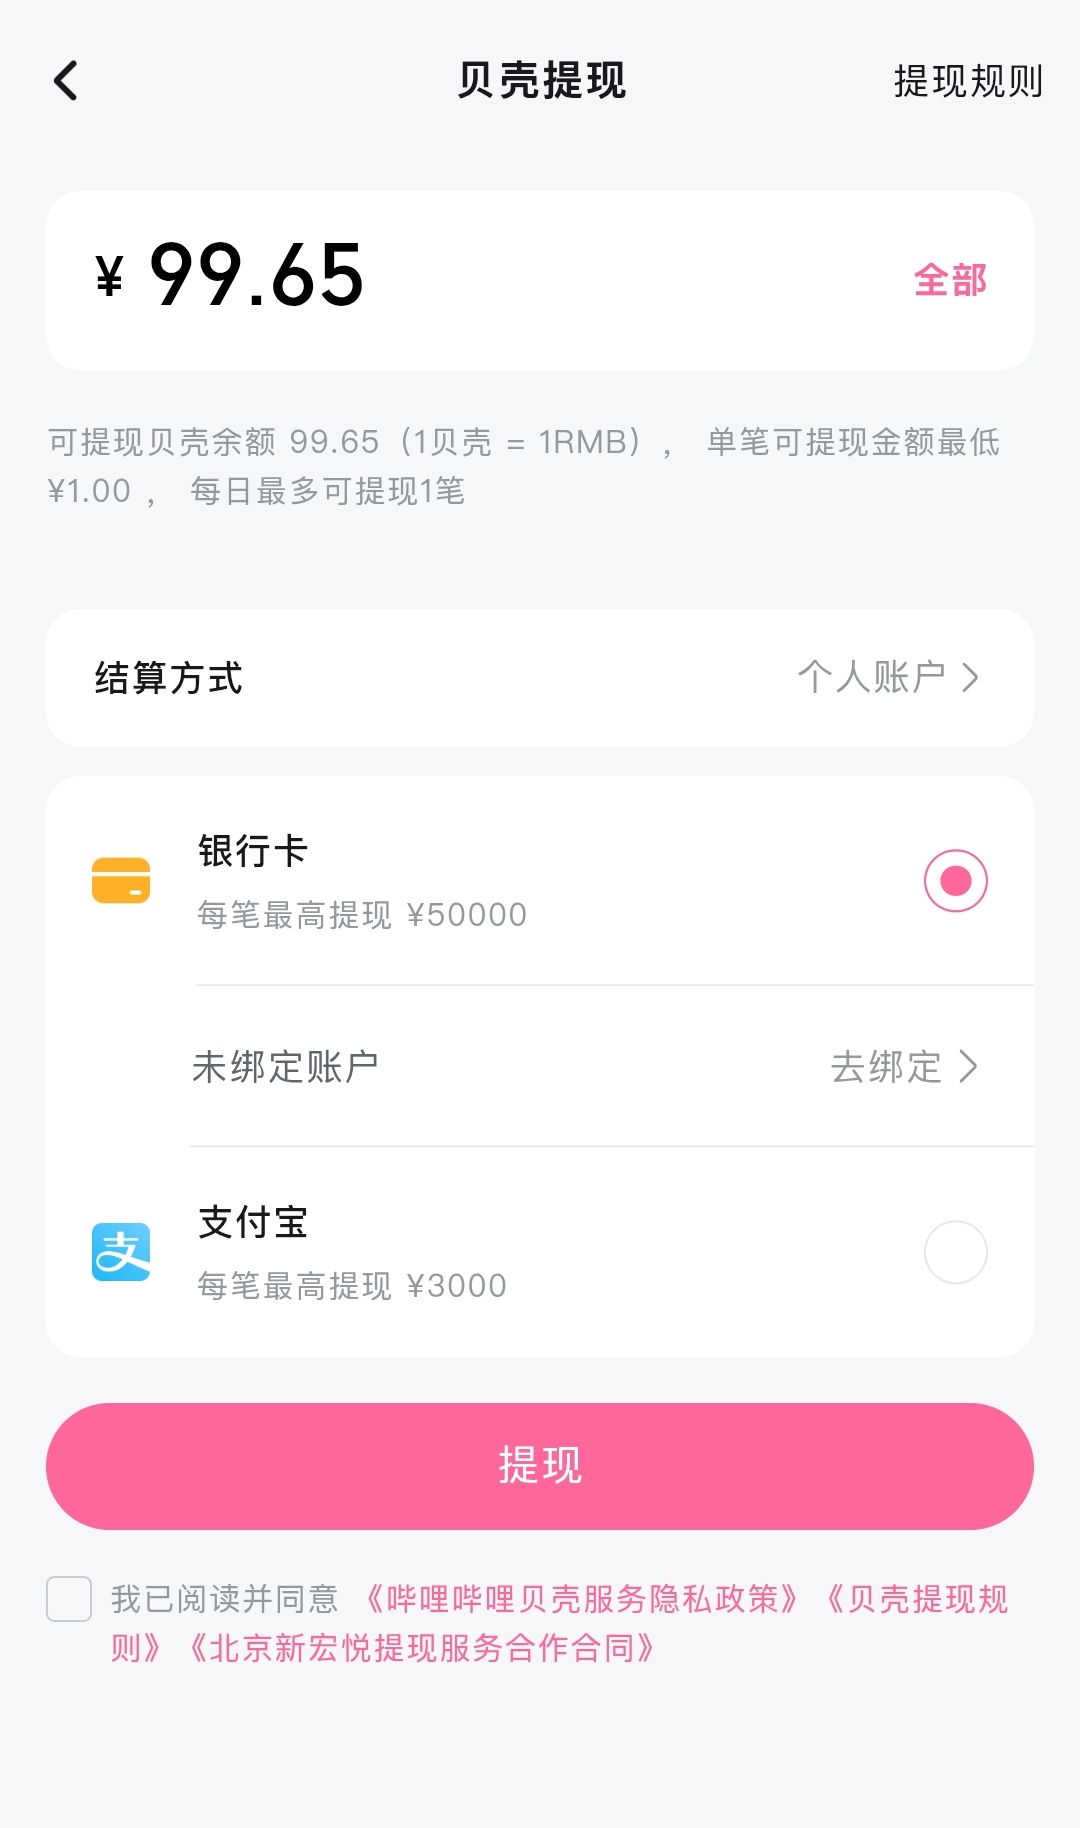 贝壳提现
提现规则
¥ 99.65
全部
可提现贝壳余额 99.65（1贝壳 = 1RMB）， 单笔可提现金额最低
¥1.00， 每日最多可提现1笔
结算方式
个人账户
银行卡
每笔最高提现 ¥50000
未绑定账户
去绑定
支
支付宝
每笔最高提现 ¥3000
提现
我已阅读并同意 《哔哩哔哩贝壳服务隐私政策》《贝壳提现规
则》《北京新宏悦提现服务合作合同》